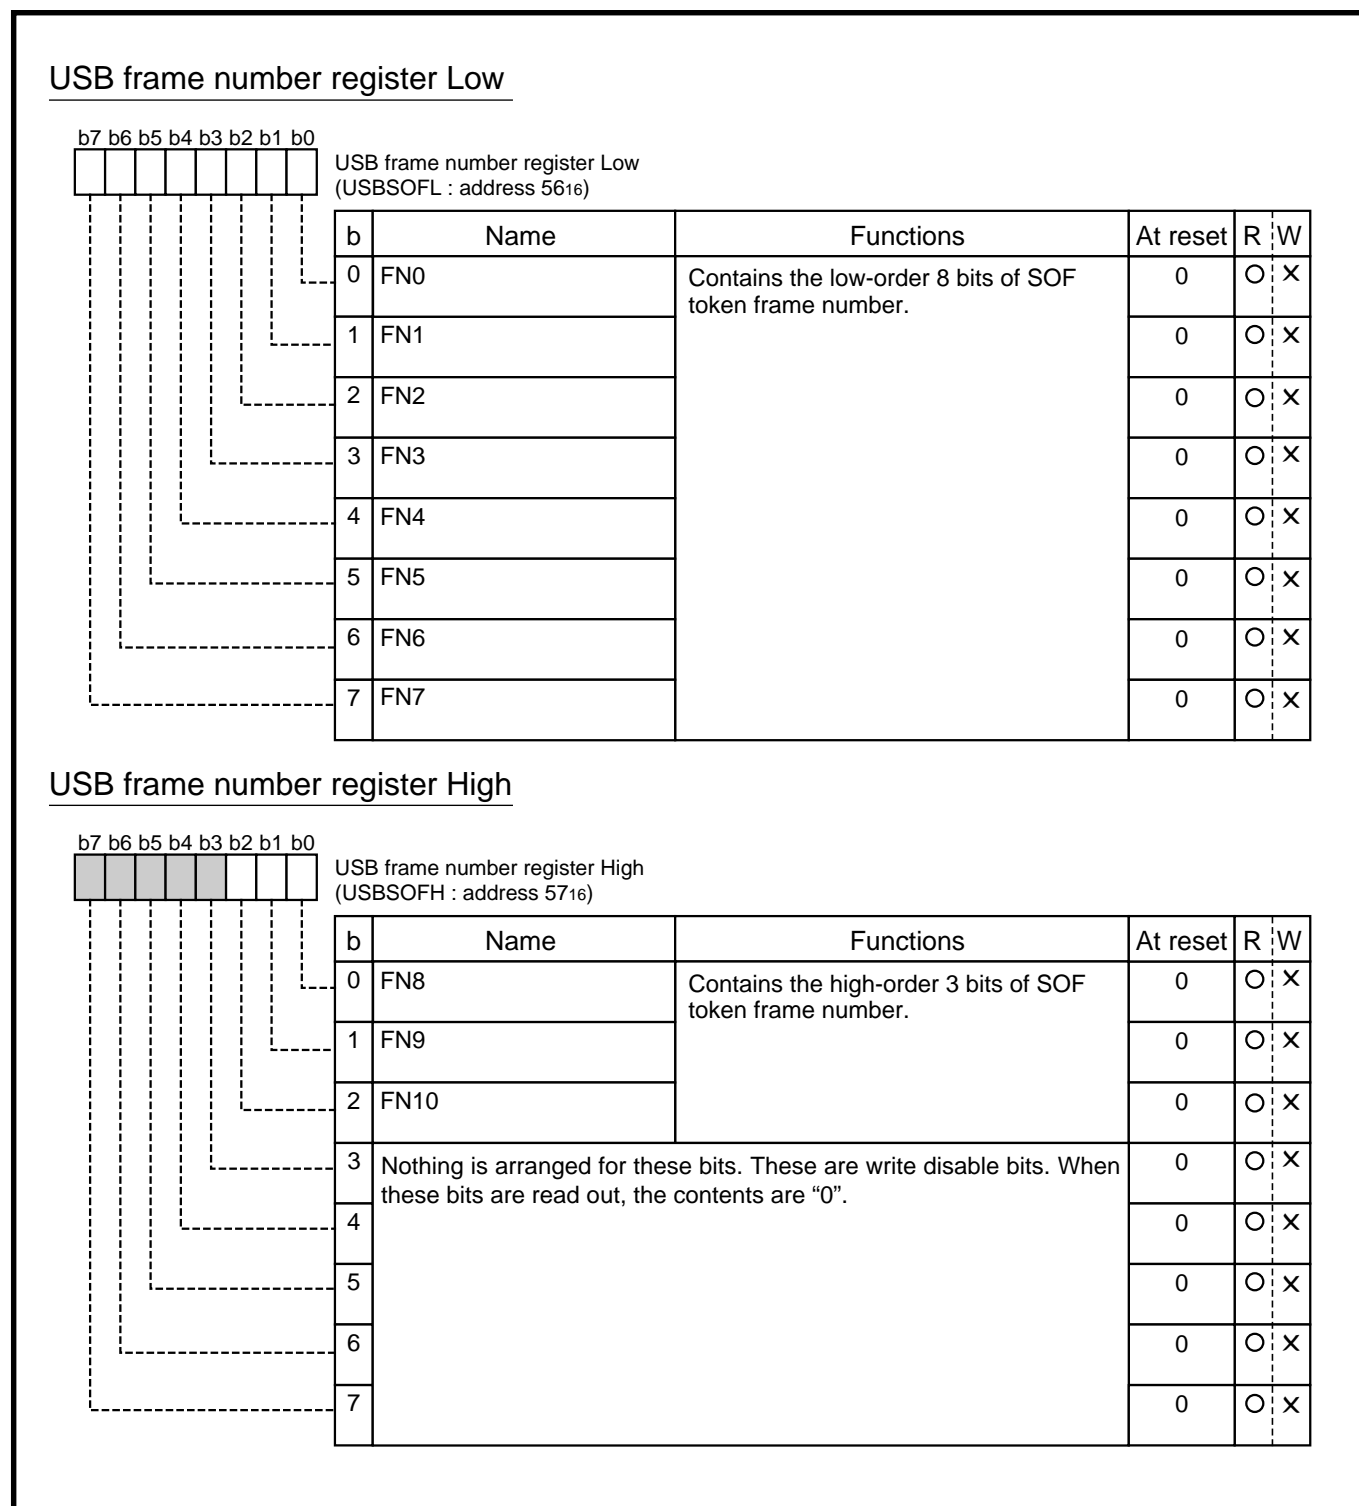 USB frame number register Low
b7 b6 b5 b4 b3 b2 b1 b0
USB frame number register Low
(USBSOFL : address 5616)
b Name Functions At reset R W
0 FN0 Contains the low-order 8 bits of SOF 0 O X
token frame number.
1 FN1 0 O X
2 FN2 0 O X
3 FN3 0 O X
4 FN4 0 O X
5 FN5 0 O X
6 FN6 0 O X
7 FN7 0 O X
USB frame number register High
b7 b6 b5 b4 b3 b2 b1 b0
USB frame number register High
(USBSOFH : address 5716)
b Name Functions At reset R W
0 FN8 Contains the high-order 3 bits of SOF 0 O X
token frame number.
1 FN9 0 O X
2 FN10 0 O X
3 Nothing is arranged for these bits. These are write disable bits. When 0 O X
these bits are read out, the contents are “0”.
4 0 O X
5 0 O X
6 0 O X
7 0 O X